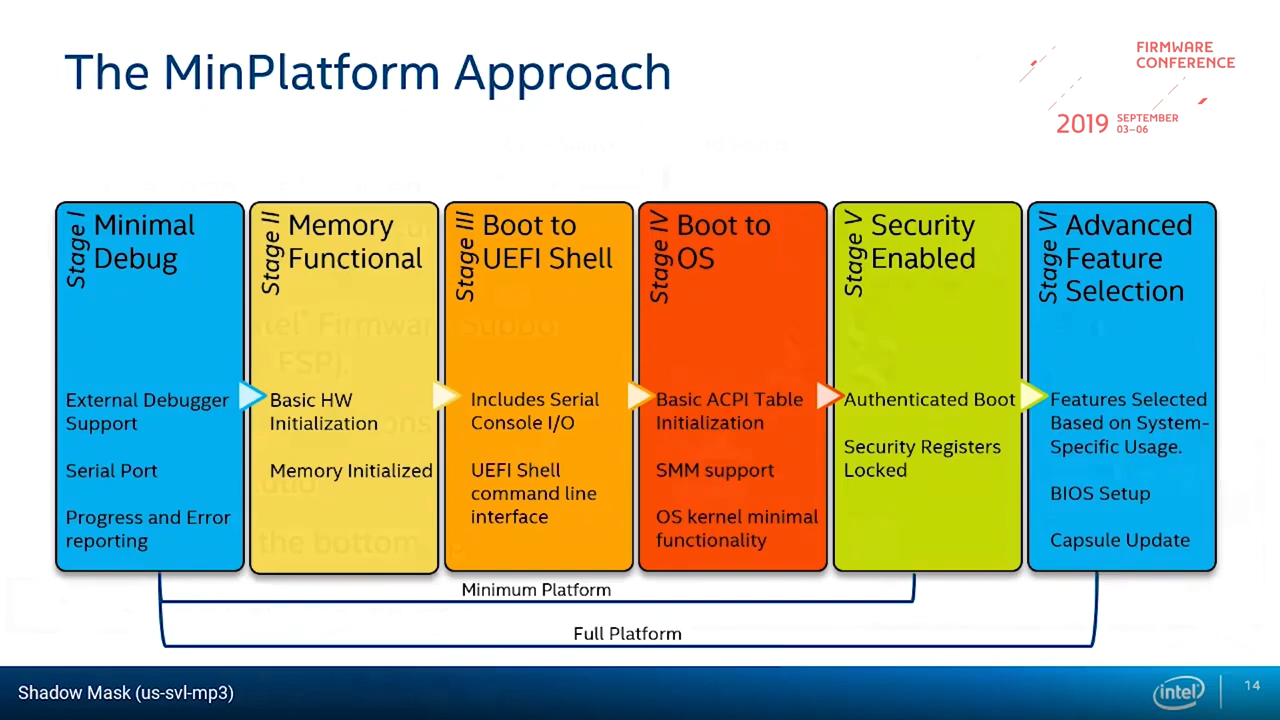 The MinPlatform Approach
FIRMWARE
CONFERENCE
2019 SEPTEMBER
03–06
Stage I
Minimal
Debug
External Debugger
Support
Serial Port
Progress and Error
reporting
Stage II
Memory
Functional
Basic HW
Initialization
Memory Initialized
Stage III
Boot to
UEFI Shell
Includes Serial
Console I/O
UEFI Shell
command line
interface
Stage IV
Boot to
OS
Basic ACPI Table
Initialization
SMM support
OS kernel minimal
functionality
Stage V
Security
Enabled
Authenticated Boot
Security Registers
Locked
Stage VI
Advanced
Feature
Selection
Features Selected
Based on System-
Specific Usage.
BIOS Setup
Capsule Update
Minimum Platform
Full Platform
Shadow Mask (us-svl-mp3)
intel
14